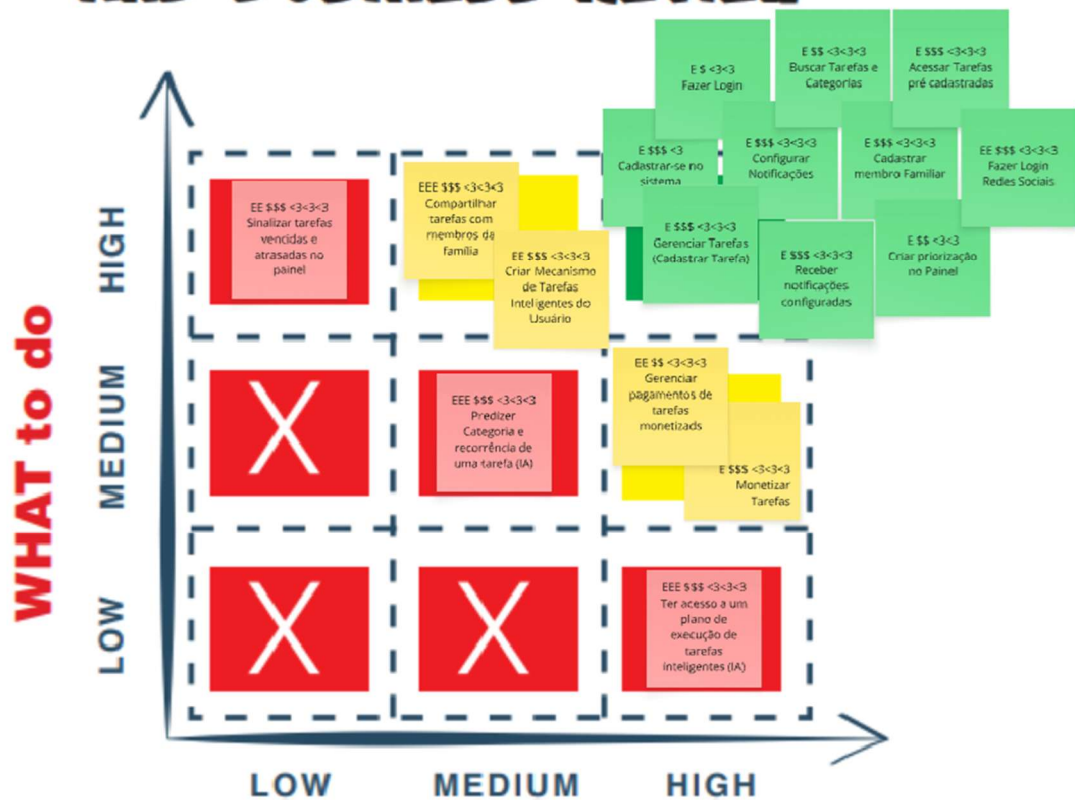 E $ <3<3
Fazer Login
E $$ <3<3<3
Buscar Tarefas e
Categorias
E $$$ <3<3<3
Acessar Tarefas
pré cadastradas
E $$$ <3
Cadastrar-se no
sistema
E $$$ <3<3<3
Configurar
Notificações
E $$$ <3<3<3
Cadastrar
membro Familiar
EE $$ <3<3<3
Fazer Login
Redes Sociais
E $$$ <3<3<3
Gerenciar Tarefas
(Cadastrar Tarefa)
E $$$ <3<3<3
Receber
notificações
configuradas
E $$ <3<3
Criar priorização
no Painel
WHAT to do
HIGH
EE $$$ <3<3<3
Sinalizar tarefas
vencidas e
atrasadas no
painel
EEE $$$ <3<3<3
Compartilhar
tarefas com
membros da
família
EE $$ <3<3<3
Criar Mecanismo
de Tarefas
Inteligentes do
Usuário
MEDIUM
X
EEE $$$ <3<3<3
Predizer
Categoria e
recorrência de
uma tarefa (IA)
EE $$ <3<3<3
Gerenciar
pagamentos de
tarefas
monetizads
E $$$ <3<3<3
Monetizar
Tarefas
LOW
X
X
EEE $$$ <3<3<3
Ter acesso a um
plano de
execução de
tarefas
inteligentes (IA)
LOW MEDIUM HIGH